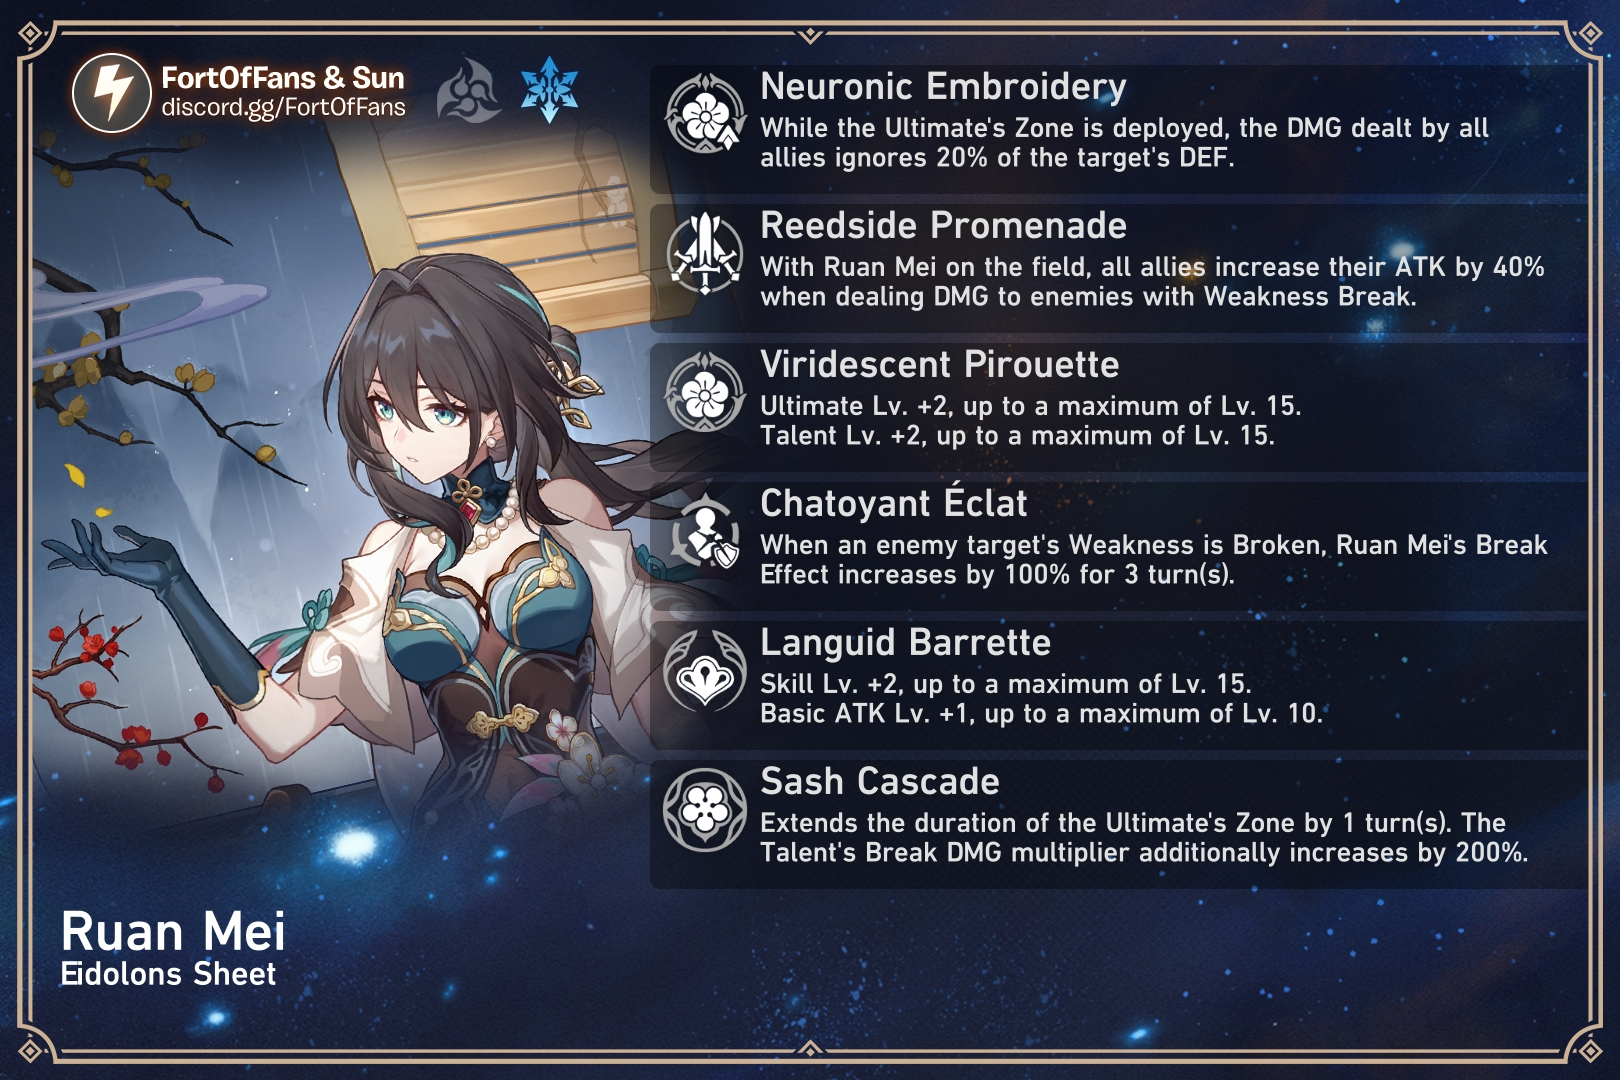 FortOfFans & Sun
discord.gg/FortOfFans
Neuronic Embroidery
While the Ultimate's Zone is deployed, the DMG dealt by all
allies ignores 20% of the target's DEF.
Reedside Promenade
With Ruan Mei on the field, all allies increase their ATK by 40%
when dealing DMG to enemies with Weakness Break.
Viridescent Pirouette
Ultimate Lv. +2, up to a maximum of Lv. 15.
Talent Lv. +2, up to a maximum of Lv. 15.
Chatoyant Éclat
When an enemy target's Weakness is Broken, Ruan Mei's Break
Effect increases by 100% for 3 turn(s).
Languid Barrette
Skill Lv. +2, up to a maximum of Lv. 15.
Basic ATK Lv. +1, up to a maximum of Lv. 10.
Sash Cascade
Extends the duration of the Ultimate's Zone by 1 turn(s). The
Talent's Break DMG multiplier additionally increases by 200%.
Ruan Mei
Eidolons Sheet